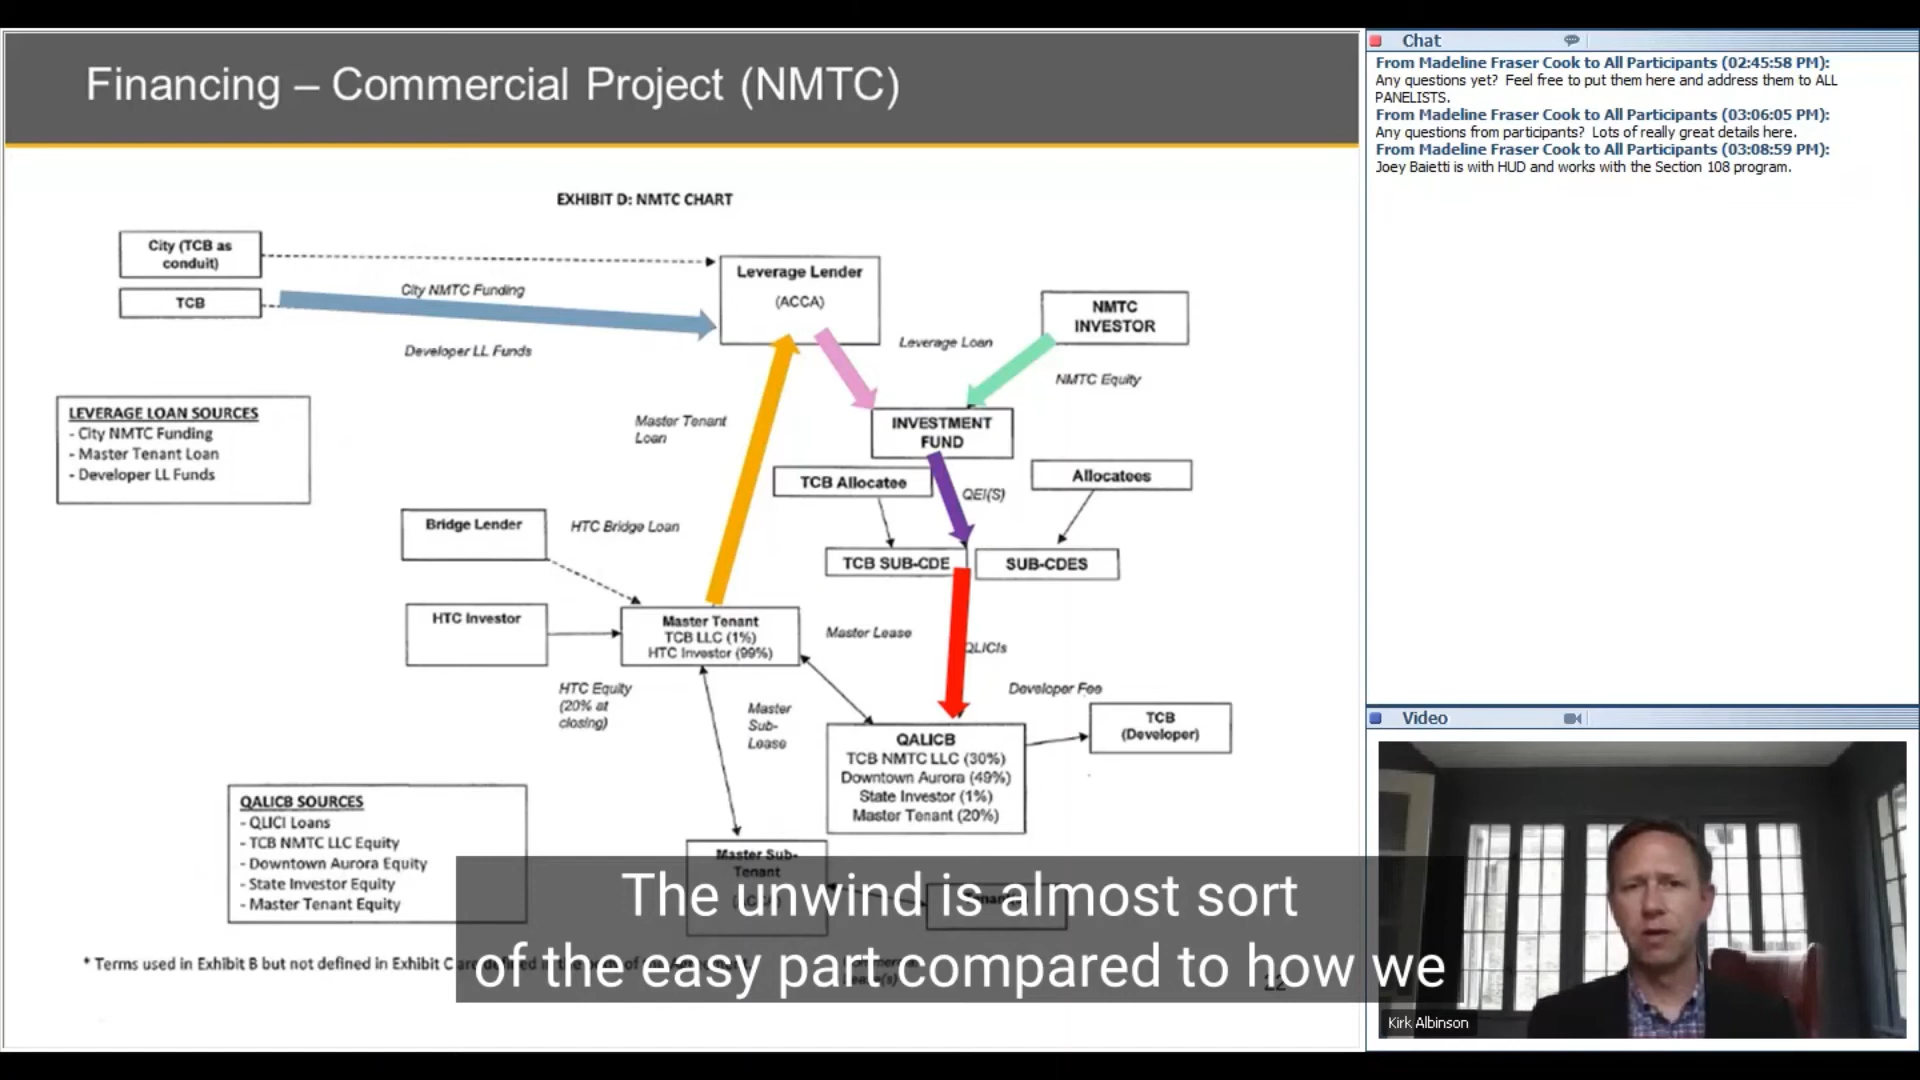 Financing – Commercial Project (NMTC)
EXHIBIT D: NMTC CHART
City (TCB as
conduit)
TCB
City NMTC Funding
Developer LL Funds
Leverage Lender
(ACCA)
NMTC
INVESTOR
Leverage Loan
NMTC Equity
LEVERAGE LOAN SOURCES
- City NMTC Funding
- Master Tenant Loan
- Developer LL Funds
Master Tenant
Loan
INVESTMENT
FUND
TCB Allocatee
QEI(S)
Allocatees
Bridge Lender
HTC Bridge Loan
TCB SUB-CDE
SUB-CDES
HTC Investor
Master Tenant
TCB LLC (1%)
HTC Investor (99%)
Master Lease
QLICIs
HTC Equity
(20% at
closing)
Master
Sub-
Lease
Developer Fee
TCB
(Developer)
QALICB
TCB NMTC LLC (30%)
Downtown Aurora (49%)
State Investor (1%)
Master Tenant (20%)
QALICB SOURCES
- QLICI Loans
- TCB NMTC LLC Equity
- Downtown Aurora Equity
- State Investor Equity
- Master Tenant Equity
Master Sub-
Tenant
(ACCA)
* Terms used in Exhibit B but not defined in Exhibit C are
22
The unwind is almost sort
of the easy part compared to how we
Chat
From Madeline Fraser Cook to All Participants (02:45:58 PM):
Any questions yet? Feel free to put them here and address them to ALL
PANELISTS.
From Madeline Fraser Cook to All Participants (03:06:05 PM):
Any questions from participants? Lots of really great details here.
From Madeline Fraser Cook to All Participants (03:08:59 PM):
Joey Baietti is with HUD and works with the Section 108 program.
Video
Kirk Albinson